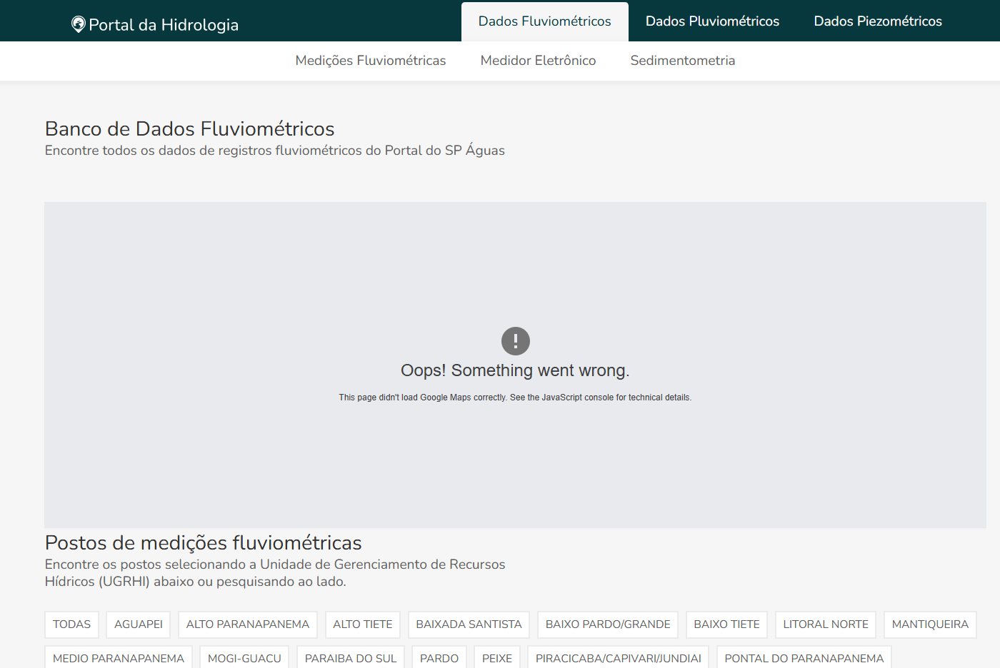 Portal da Hidrologia
Dados Fluviométricos
Dados Pluviométricos
Dados Piezométricos
Medições Fluviométricas
Medidor Eletrônico
Sedimentometria
Banco de Dados Fluviométricos
Encontre todos os dados de registros fluviométricos do Portal do SP Águas
Oops! Something went wrong.
This page didn't load Google Maps correctly. See the JavaScript console for technical details.
Postos de medições fluviométricas
Encontre os postos selecionando a Unidade de Gerenciamento de Recursos
Hídricos (UGRHI) abaixo ou pesquisando ao lado.
TODAS
AGUAPEI
ALTO PARANAPANEMA
ALTO TIETE
BAIXADA SANTISTA
BAIXO PARDO/GRANDE
BAIXO TIETE
LITORAL NORTE
MANTIQUEIRA
MEDIO PARANAPANEMA
MOGI-GUACU
PARAIBA DO SUL
PARDO
PEIXE
PIRACICABA/CAPIVARI/JUNDIAI
PONTAL DO PARANAPANEMA